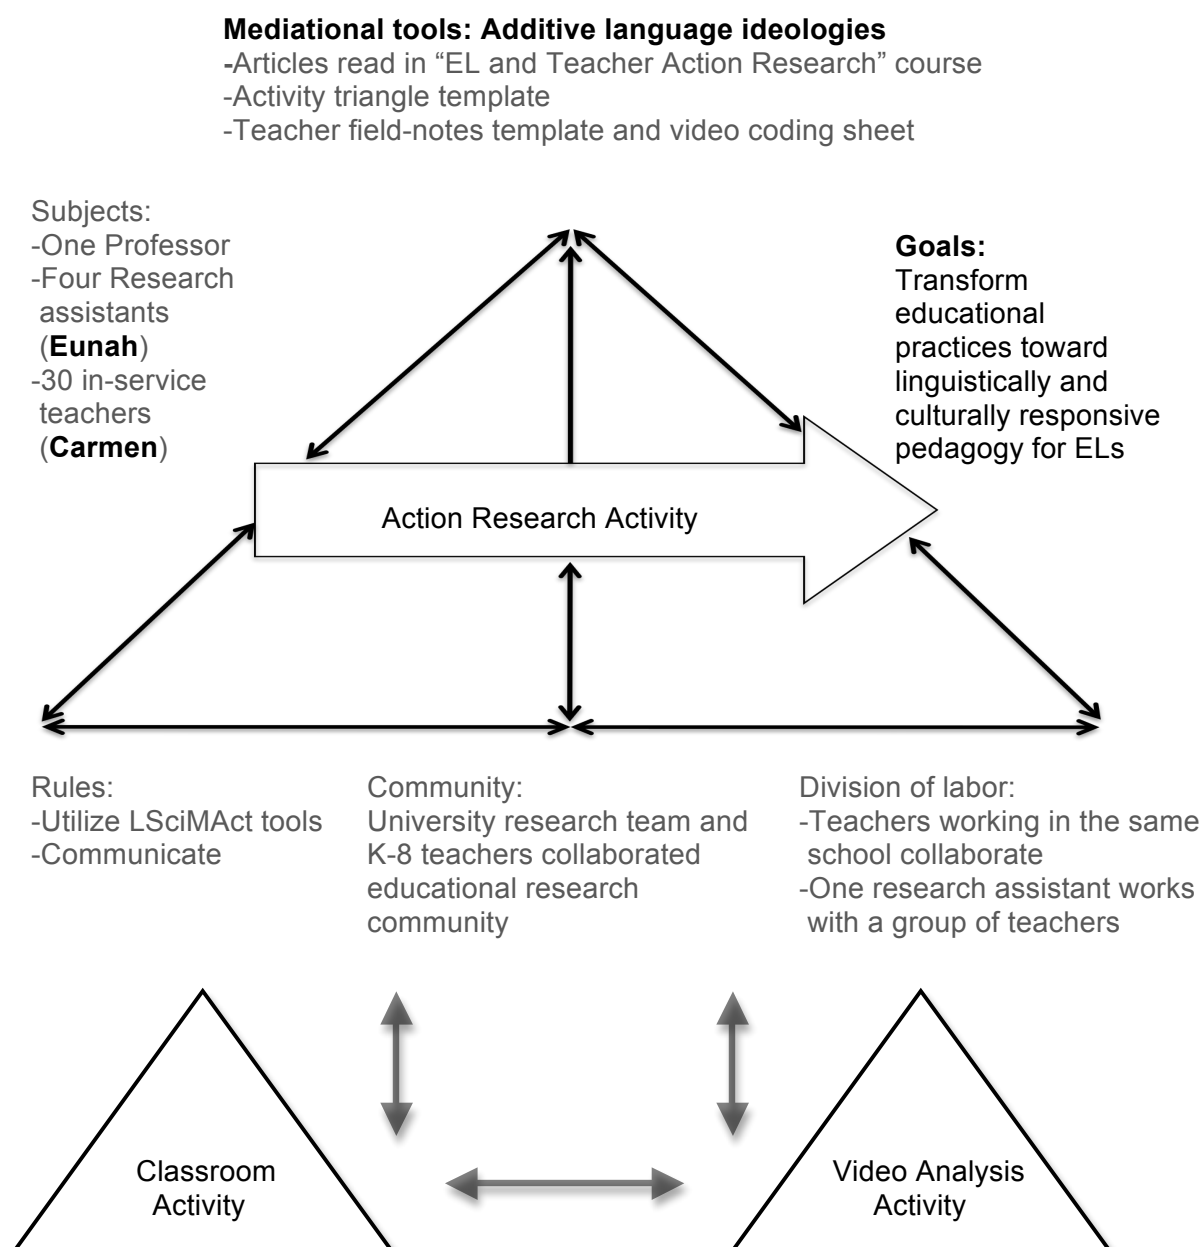 Mediational tools: Additive language ideologies
-Articles read in “EL and Teacher Action Research” course
-Activity triangle template
-Teacher field-notes template and video coding sheet
Subjects:
-One Professor
-Four Research
assistants
(Eunah)
-30 in-service
teachers
(Carmen)
Goals:
Transform
educational
practices toward
linguistically and
culturally responsive
pedagogy for ELs
Action Research Activity
Rules:
-Utilize LSciMAct tools
-Communicate
Community:
University research team and
K-8 teachers collaborated
educational research
community
Division of labor:
-Teachers working in the same
school collaborate
-One research assistant works
with a group of teachers
Classroom
Activity
Video Analysis
Activity